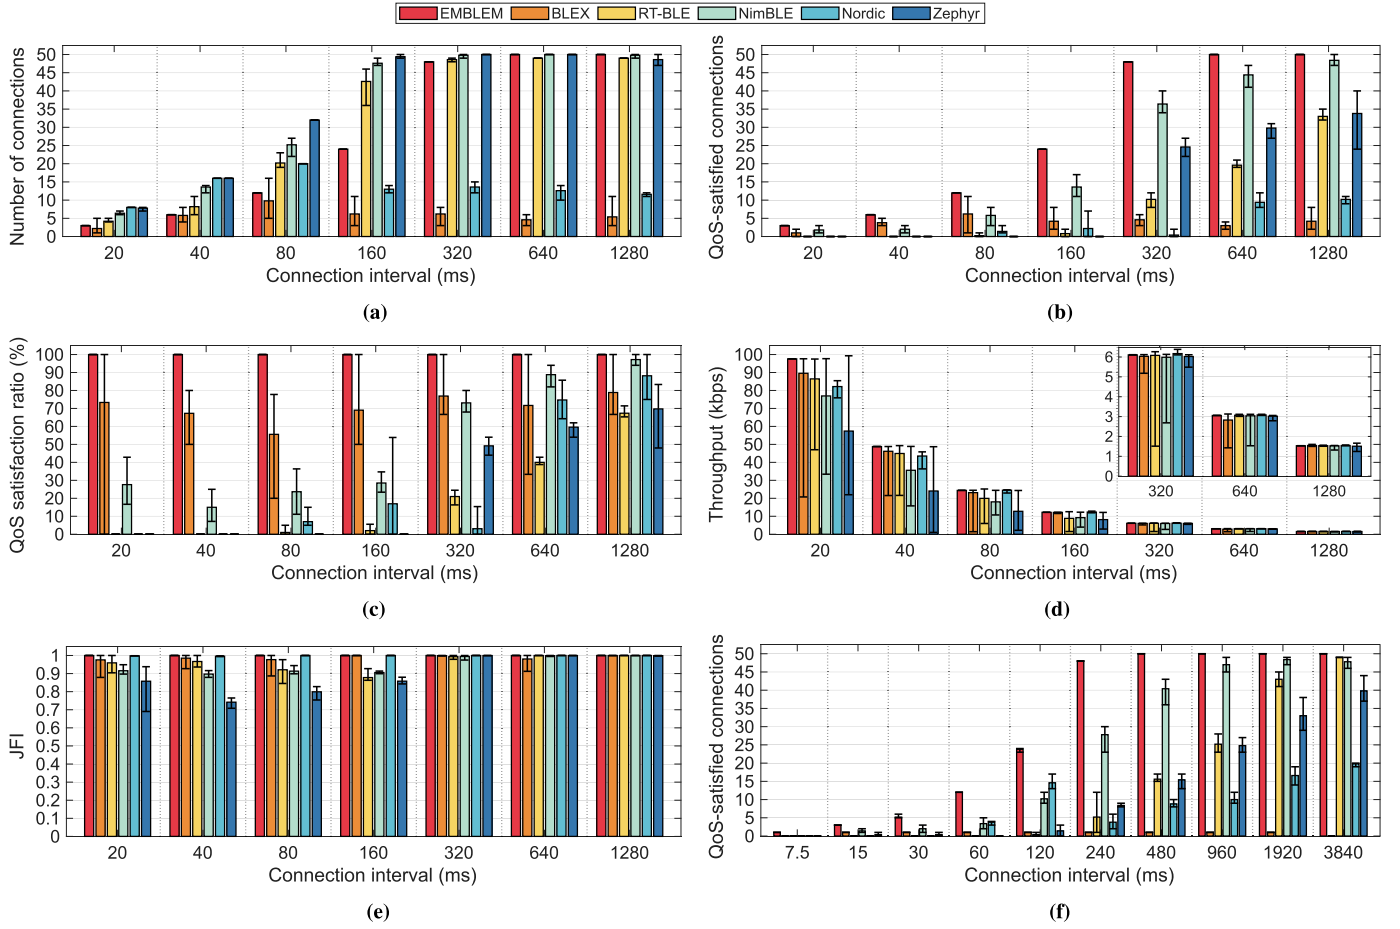 EMBLEM BLEX RT-BLE NimBLE Nordic Zephyr
Number of connections
50
45
40
35
30
25
20
15
10
5
0
20 40 80 160 320 640 1280
Connection interval (ms)
(a)
QoS-satisfied connections
50
45
40
35
30
25
20
15
10
5
0
20 40 80 160 320 640 1280
Connection interval (ms)
(b)
QoS satisfaction ratio (%)
100
90
80
70
60
50
40
30
20
10
0
20 40 80 160 320 640 1280
Connection interval (ms)
(c)
Throughput (kbps)
100
90
80
70
60
50
40
30
20
10
0
6
5
4
3
2
1
0
320 640 1280
20 40 80 160 320 640 1280
Connection interval (ms)
(d)
JFI
1
0.9
0.8
0.7
0.6
0.5
0.4
0.3
0.2
0.1
0
20 40 80 160 320 640 1280
Connection interval (ms)
(e)
QoS-satisfied connections
50
45
40
35
30
25
20
15
10
5
0
7.5 15 30 60 120 240 480 960 1920 3840
Connection interval (ms)
(f)